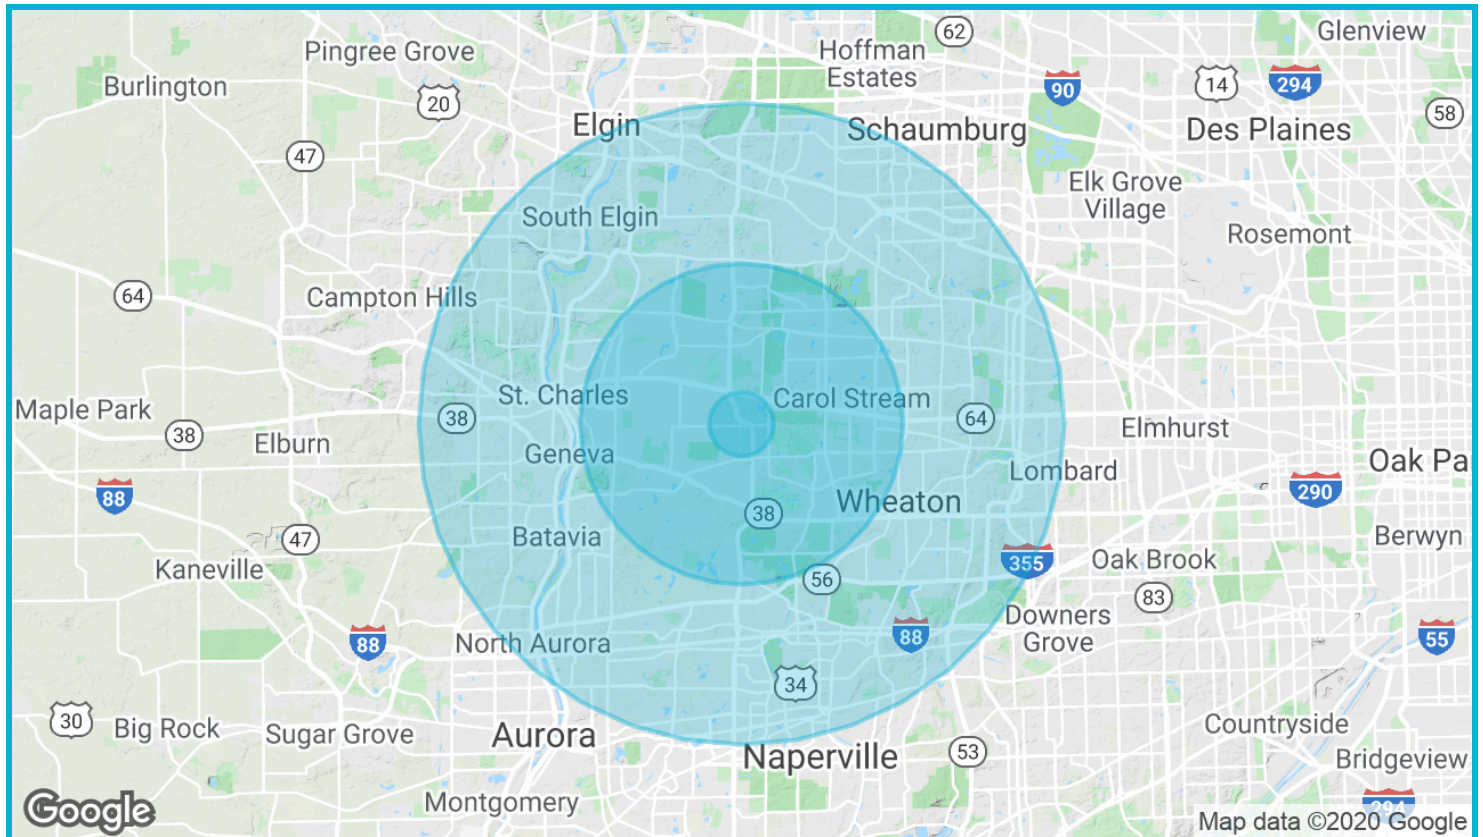 62
Glenview
Pingree Grove
Hoffman
Estates
Burlington
90
14
294
20
58
Elgin
Schaumburg
Des Plaines
47
Elk Grove
Village
South Elgin
Rosemont
64
Campton Hills
St. Charles
Carol Stream
Maple Park
38
38
64
Elburn
Elmhurst
Geneva
Oak Pa
Lombard
88
290
Wheaton
38
Batavia
47
Berwyn
Kaneville
355
Oak Brook
56
83
Downers
Grove
88
North Aurora
88
55
34
30
Big Rock
Sugar Grove
Aurora
Countryside
Naperville
53
Bridgeview
Montgomery
294
Google
Map data ©2020 Google